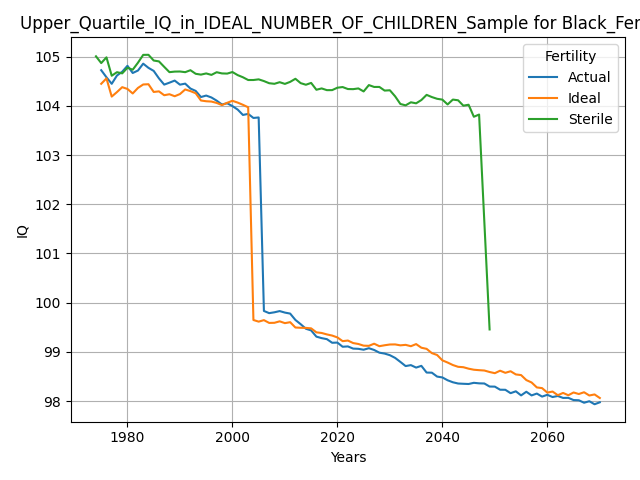 Upper_Quartile_IQ_in_IDEAL_NUMBER_OF_CHILDREN_Sample for Black_Fer
Fertility
Actual
Ideal
Sterile
105
104
103
102
101
100
99
98
IQ
1980 2000 2020 2040 2060
Years